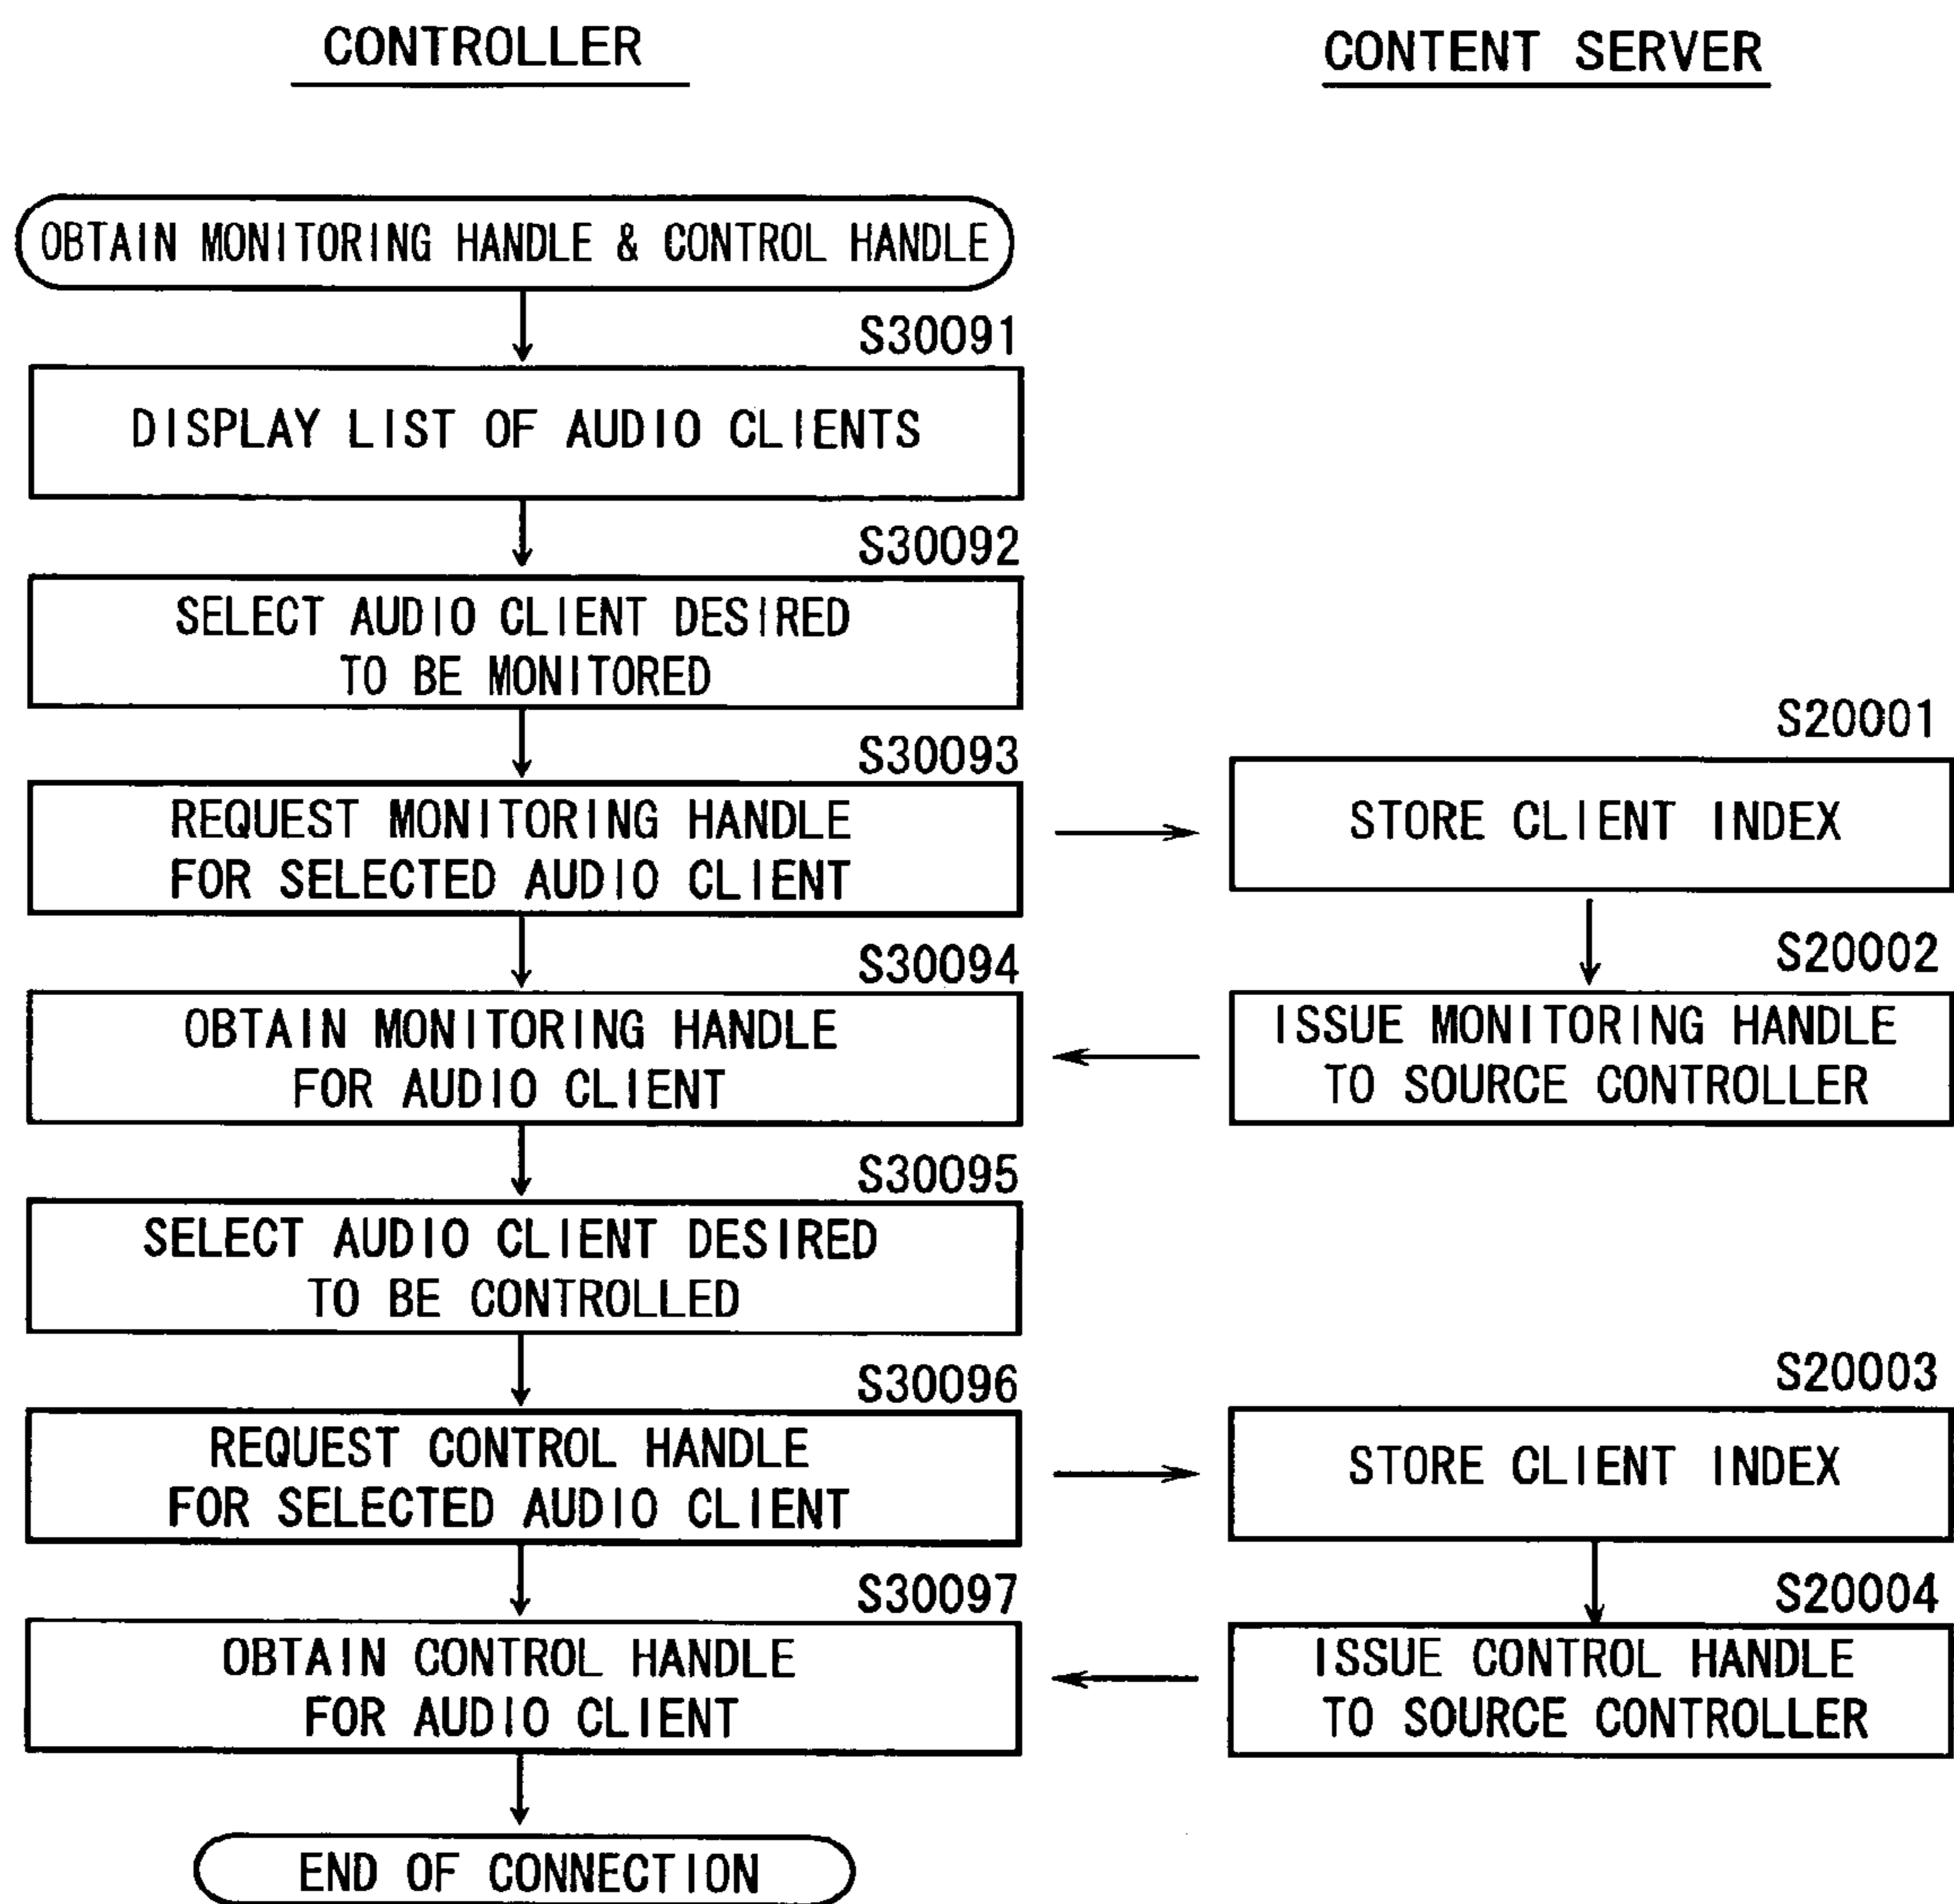 CONTROLLER
CONTENT SERVER
OBTAIN MONITORING HANDLE & CONTROL HANDLE
S30091
DISPLAY LIST OF AUDIO CLIENTS
S30092
SELECT AUDIO CLIENT DESIRED
TO BE MONITORED
S30093
REQUEST MONITORING HANDLE
FOR SELECTED AUDIO CLIENT
S20001
STORE CLIENT INDEX
S30094
OBTAIN MONITORING HANDLE
FOR AUDIO CLIENT
S20002
ISSUE MONITORING HANDLE
TO SOURCE CONTROLLER
S30095
SELECT AUDIO CLIENT DESIRED
TO BE CONTROLLED
S30096
REQUEST CONTROL HANDLE
FOR SELECTED AUDIO CLIENT
S20003
STORE CLIENT INDEX
S30097
OBTAIN CONTROL HANDLE
FOR AUDIO CLIENT
S20004
ISSUE CONTROL HANDLE
TO SOURCE CONTROLLER
END OF CONNECTION